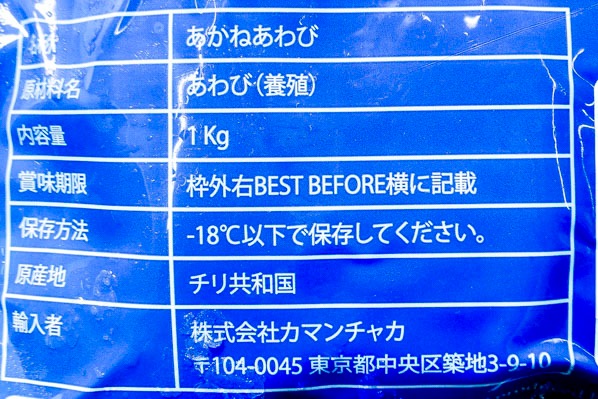 あかねあわび
原材料名 あわび（養殖）
内容量 1 Kg
賞味期限 枠外右BEST BEFORE横に記載
保存方法 -18℃以下で保存してください。
原産地 チリ共和国
輸入者 株式会社カマンチャカ
〒104-0045 東京都中央区築地3-9-10